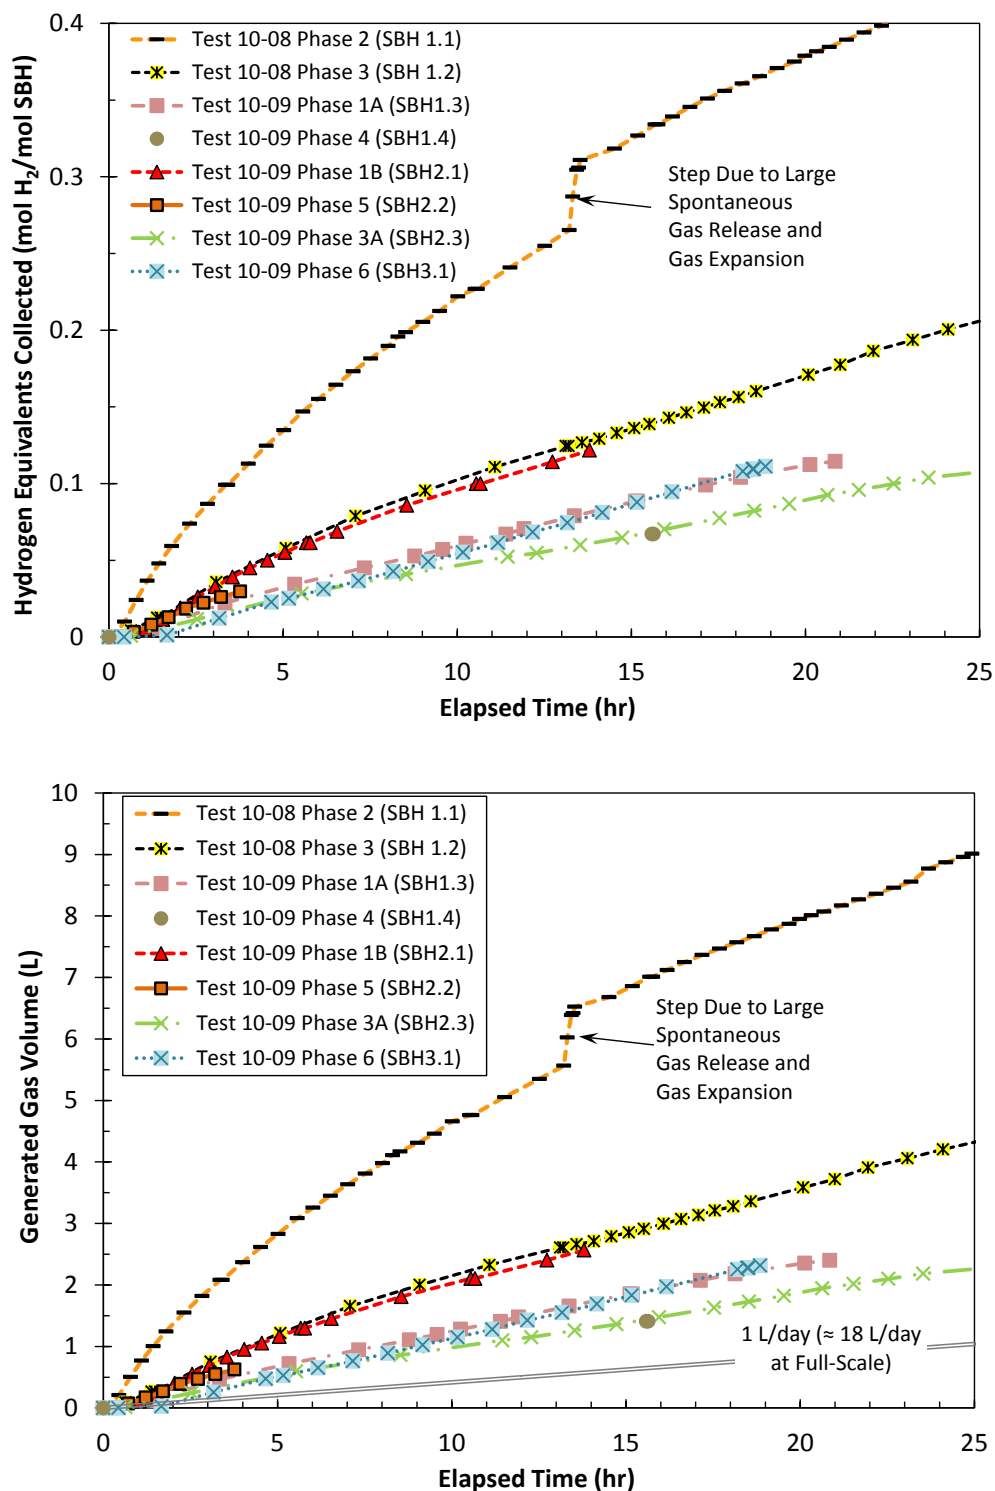 0.4
0.3
0.2
0.1
0
Hydrogen Equivalents Collected (mol H₂/mol SBH)
Test 10-08 Phase 2 (SBH 1.1)
Test 10-08 Phase 3 (SBH 1.2)
Test 10-09 Phase 1A (SBH1.3)
Test 10-09 Phase 4 (SBH1.4)
Test 10-09 Phase 1B (SBH2.1)
Test 10-09 Phase 5 (SBH2.2)
Test 10-09 Phase 3A (SBH2.3)
Test 10-09 Phase 6 (SBH3.1)
Step Due to Large
Spontaneous
Gas Release and
Gas Expansion
0 5 10 15 20 25
Elapsed Time (hr)
10
9
8
7
6
5
4
3
2
1
0
Generated Gas Volume (L)
Test 10-08 Phase 2 (SBH 1.1)
Test 10-08 Phase 3 (SBH 1.2)
Test 10-09 Phase 1A (SBH1.3)
Test 10-09 Phase 4 (SBH1.4)
Test 10-09 Phase 1B (SBH2.1)
Test 10-09 Phase 5 (SBH2.2)
Test 10-09 Phase 3A (SBH2.3)
Test 10-09 Phase 6 (SBH3.1)
Step Due to Large
Spontaneous
Gas Release and
Gas Expansion
1 L/day (≈ 18 L/day
at Full-Scale)
0 5 10 15 20 25
Elapsed Time (hr)